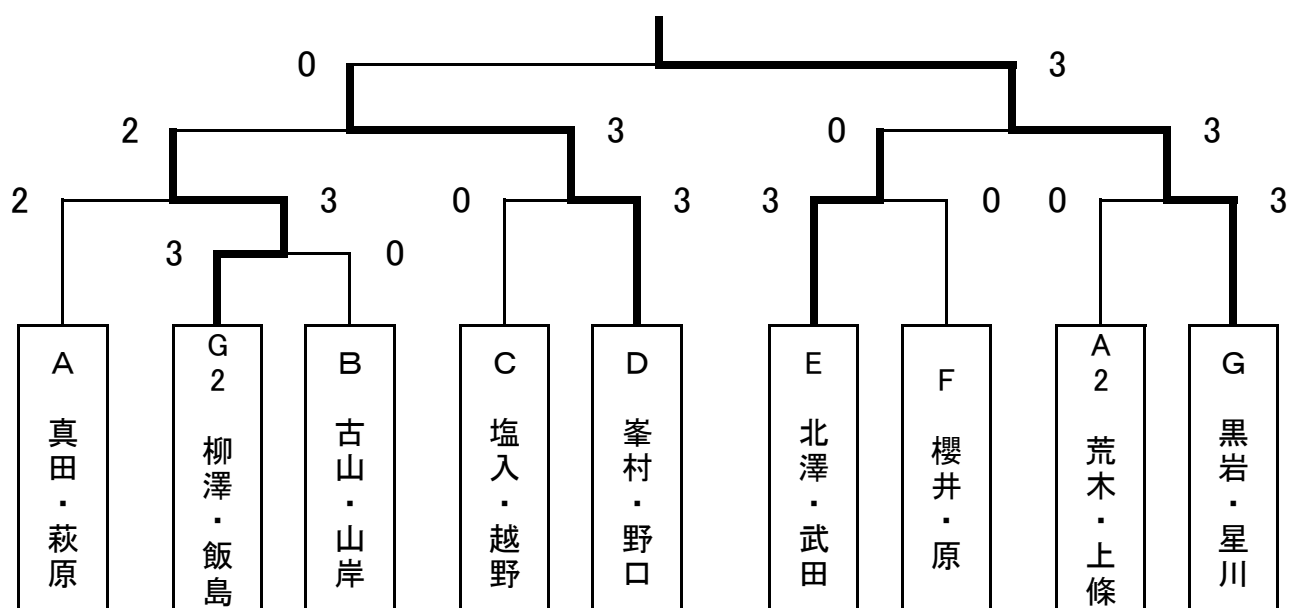 0 3
2 3 0 3
2 3 0 3 3 0 0 3
3 0
A 真田・萩原
G2 柳澤・飯島
B 古山・山岸
C 塩入・越野
D 峯村・野口
E 北澤・武田
F 櫻井・原
A2 荒木・上條
G 黒岩・星川